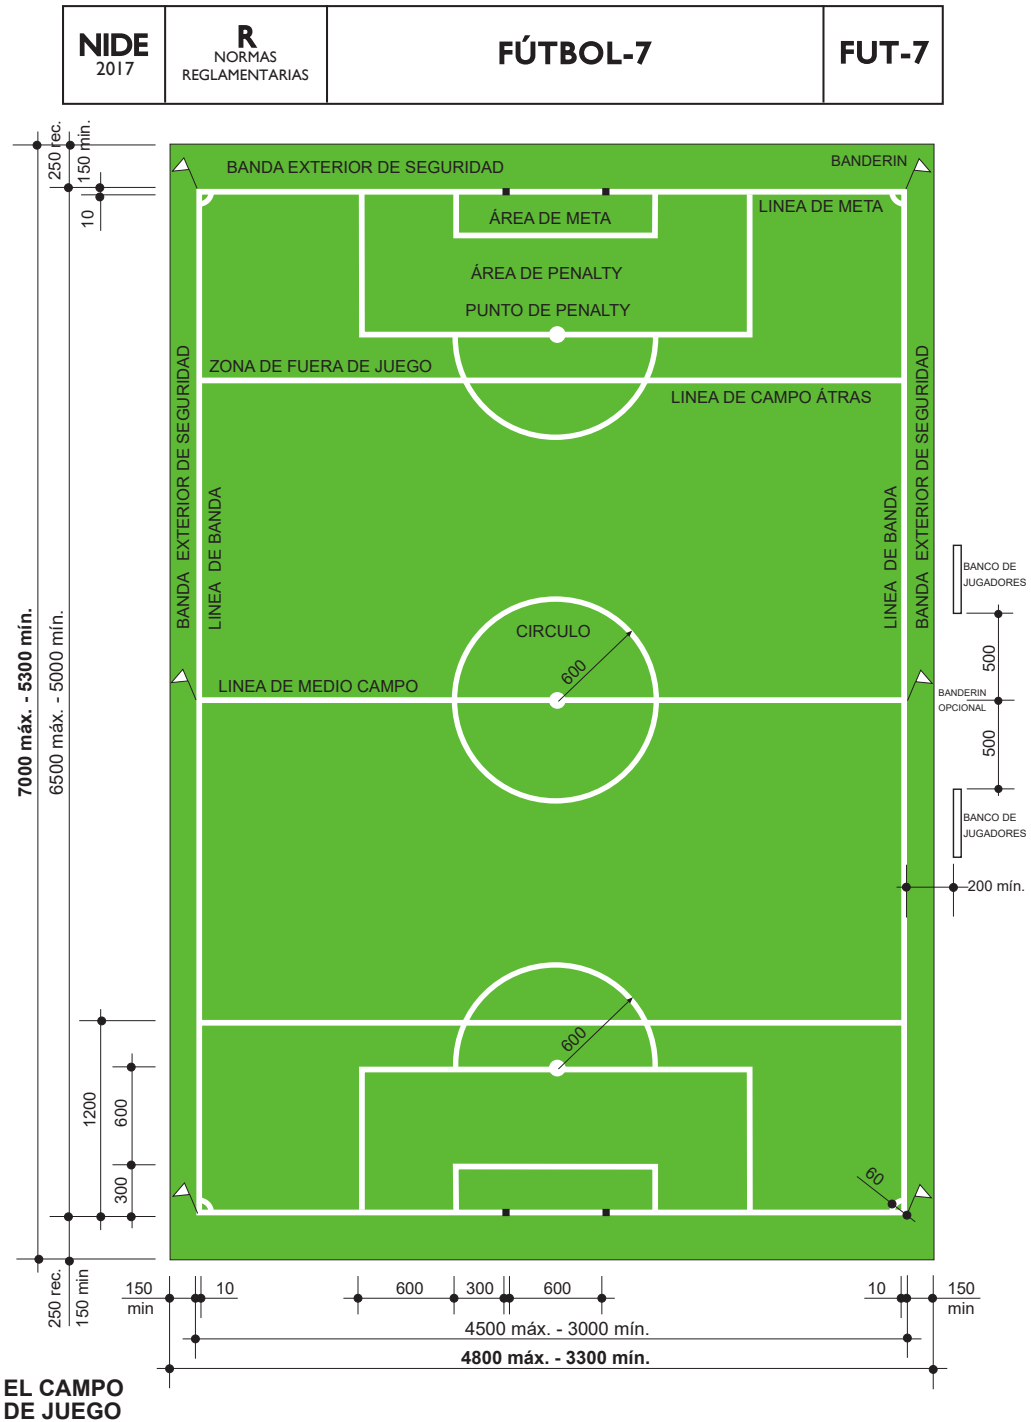 NIDE
2017
R
NORMAS
REGLAMENTARIAS
FÚTBOL-7
FUT-7
250 rec.
150 min.
10
BANDA EXTERIOR DE SEGURIDAD
BANDERIN
LINEA DE META
ÁREA DE META
ÁREA DE PENALTY
PUNTO DE PENALTY
ZONA DE FUERA DE JUEGO
LINEA DE CAMPO ÁTRAS
BANDA EXTERIOR DE SEGURIDAD
LINEA DE BANDA
LINEA DE BANDA
BANDA EXTERIOR DE SEGURIDAD
BANCO DE
JUGADORES
CIRCULO
600
500
7000 máx. - 5300 mín.
6500 máx. - 5000 mín.
LINEA DE MEDIO CAMPO
BANDERIN
OPCIONAL
500
BANCO DE
JUGADORES
200 mín.
600
1200
600
300
60
250 rec.
150 min
150
min
10
600
300
600
10
150
min
4500 máx. - 3000 mín.
4800 máx. - 3300 mín.
EL CAMPO
DE JUEGO